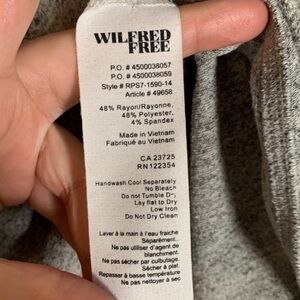 WILFRED
FREE
P.O. # 4500038057
P.O. # 4500038059
Style # RPS7-1590-14
Article # 49658
48% Rayon/Rayonne,
48% Polyester,
4% Spandex
Made in Vietnam
Fabriqué au Vietnam
CA 23725
RN 122354
Handwash Cool Separately
No Bleach
Do not Tumble Dry
Lay flat to Dry
Low Iron
Do not Dry Clean
Laver à la main à l'eau fraiche
Séparément..
Ne pas utiliser d'agent de
blanchiment.
Ne pas sécher par culbutage.
Sécher à plat.
Repasser à basse température
Ne pas nettoyer à sec